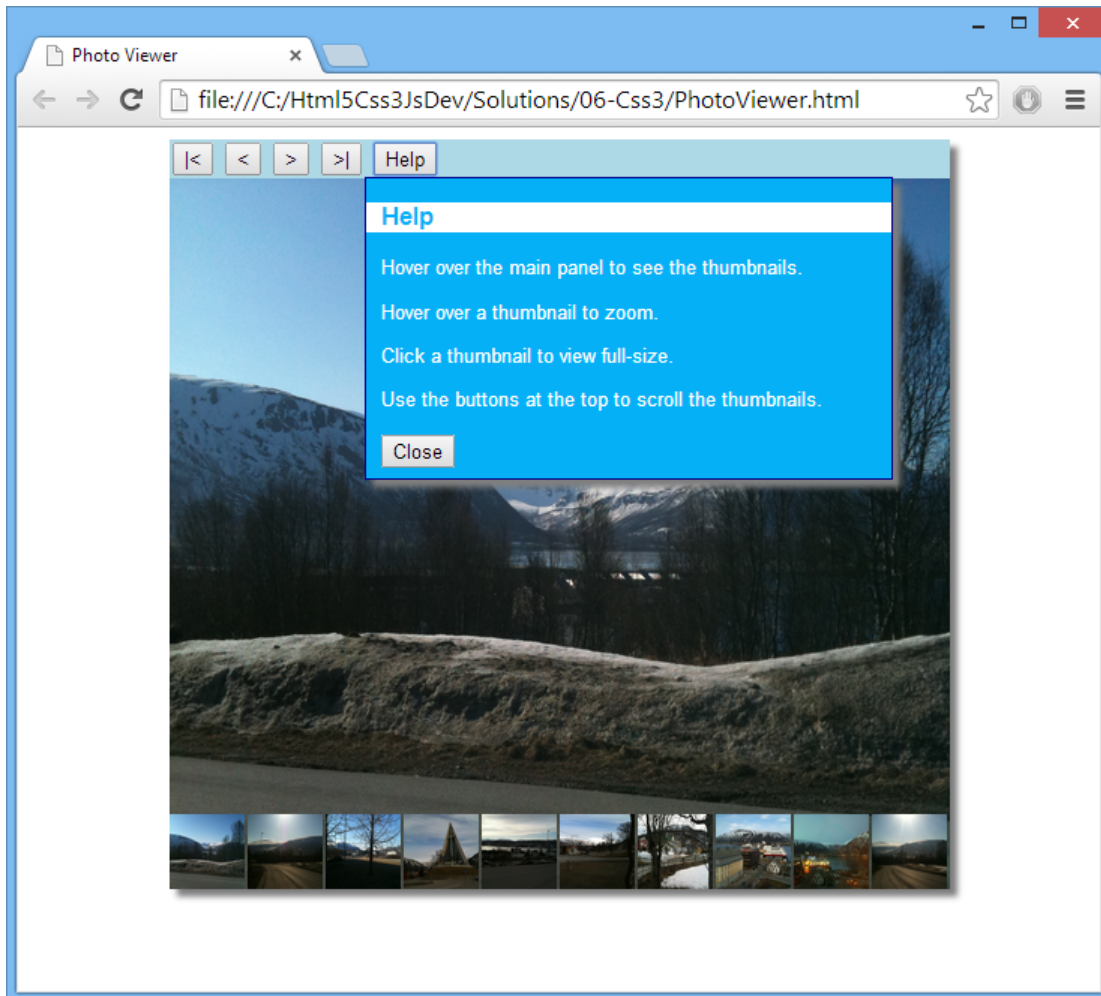 Photo Viewer
file:///C:/Html5Css3JsDev/Solutions/06-Css3/PhotoViewer.html
|< < > >| Help
Help
Hover over the main panel to see the thumbnails.
Hover over a thumbnail to zoom.
Click a thumbnail to view full-size.
Use the buttons at the top to scroll the thumbnails.
Close